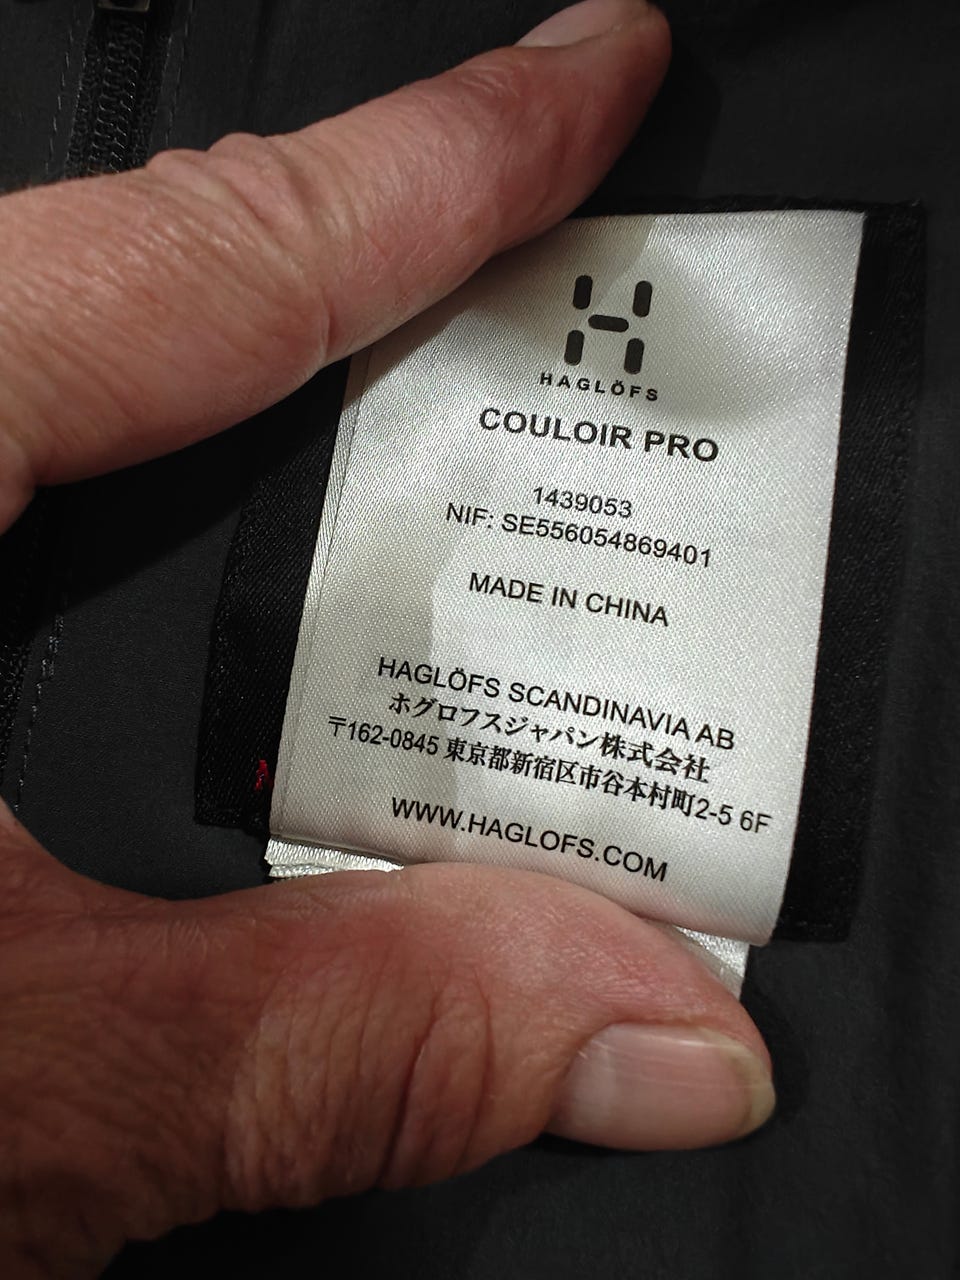 HAGLÖFS
COULOIR PRO
1439053
NIF: SE556054869401
MADE IN CHINA
HAGLÖFS SCANDINAVIA AB
ホグロフスジャパン株式会社
〒162-0845 東京都新宿区市谷本村町2-5 6F
WWW.HAGLOFS.COM